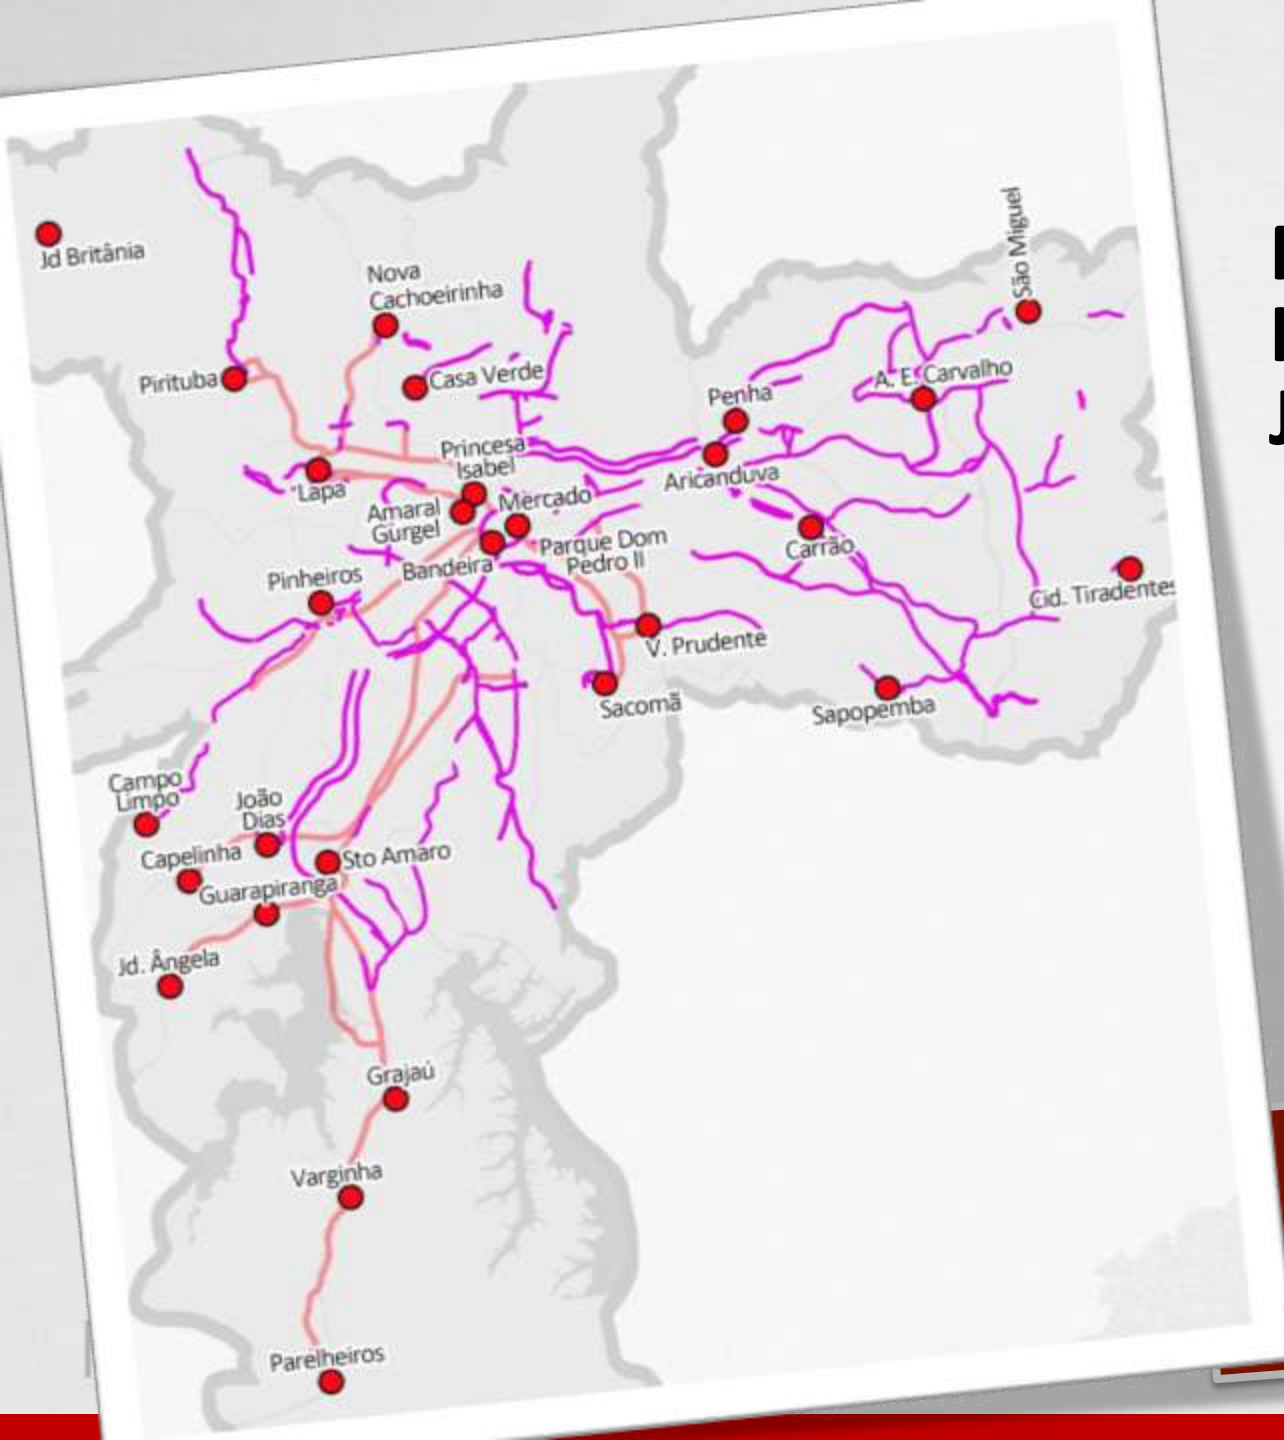 São Miguel
Jd Britânia
Nova
Cachoeirinha
Pirituba
Casa Verde
A. E. Carvalho
Penha
Princesa
Isabel
Lapa
Aricanduva
Amaral
Gurgel
Mercado
Parque Dom
Pedro II
Carrão
Bandeira
Pinheiros
Cid. Tiradentes
V. Prudente
Sacomã
Sapopemba
Campo
Limpo
João
Dias
Capelinha
Sto Amaro
Guarapiranga
Jd. Ângela
Grajaú
Varginha
Parelheiros